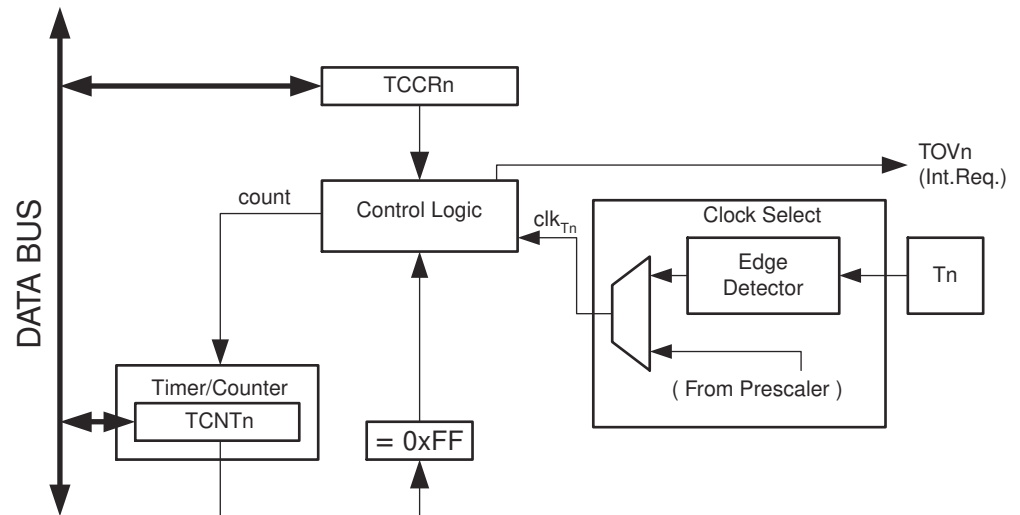 TCCRn
TOVn
(Int.Req.)
count
Control Logic
clkTn
Clock Select
Edge
Detector
Tn
DATA BUS
( From Prescaler )
Timer/Counter
TCNTn
= 0xFF